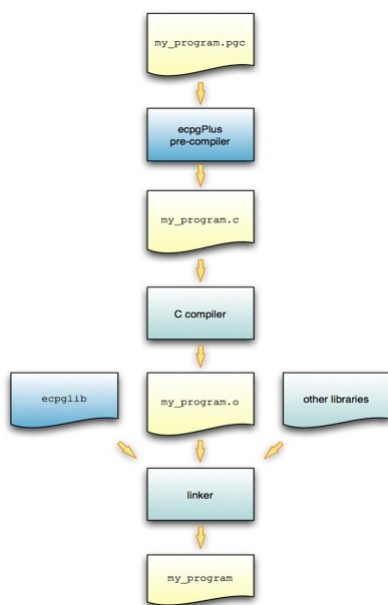 my_program.pgc
ecpgPlus
pre-compiler
my_program.c
C compiler
ecpglib
my_program.o
other libraries
linker
my_program